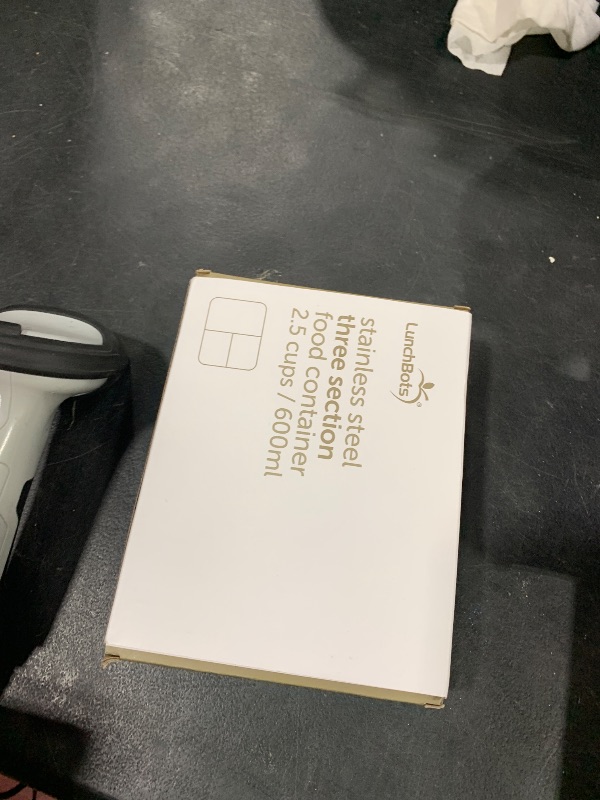 LunchBots®
stainless steel
three section
food container
2.5 cups / 600ml